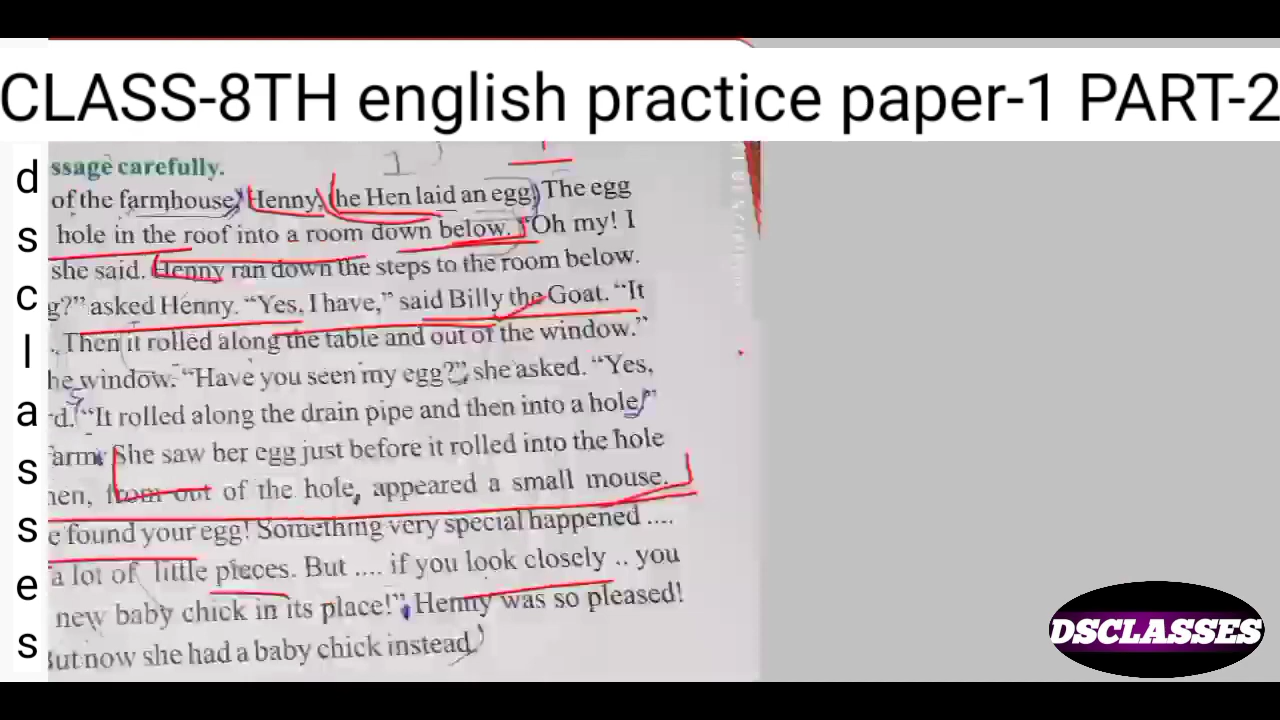 CLASS-8TH english practice paper-1 PART-2
dsclasses
ssage carefully.
of the farmhouse, Henny, the Hen laid an egg. The egg
hole in the roof into a room down below. "Oh my! I
she said. Henny ran down the steps to the room below.
g?" asked Henny. "Yes, I have," said Billy the Goat. "It
. Then it rolled along the table and out of the window."
he window. "Have you seen my egg?", she asked. "Yes,
rd. "It rolled along the drain pipe and then into a hole."
farm. She saw her egg just before it rolled into the hole
hen, from out of the hole, appeared a small mouse.
e found your egg! Something very special happened ....
a lot of little pieces. But .... if you look closely .. you
new baby chick in its place!" Henny was so pleased!
But now she had a baby chick instead.
DSCLASSES